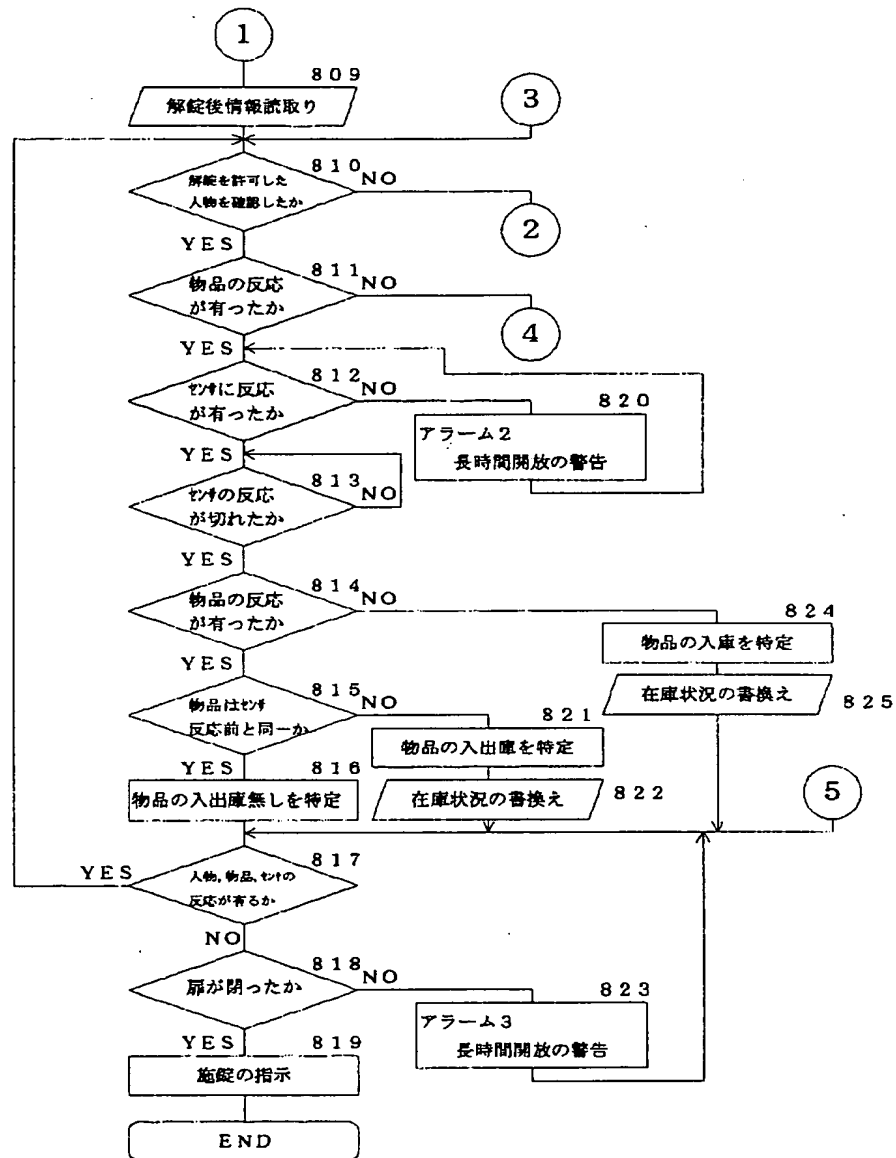 1
809
解錠後情報読取り
3
810
解錠を許可した
人物を確認したか
NO
2
YES
811
物品の反応
が有ったか
NO
4
YES
812
ｾﾝｻに反応
が有ったか
NO
820
アラーム2
長時間開放の警告
YES
813
ｾﾝｻの反応
が切れたか
NO
YES
814
物品の反応
が有ったか
NO
824
物品の入庫を特定
在庫状況の書換え
825
YES
815
物品はｾﾝｻ
反応前と同一か
NO
821
物品の入出庫を特定
YES
816
物品の入出庫無しを特定
在庫状況の書換え
822
5
817
人物，物品，ｾﾝｻの
反応が有るか
YES
NO
818
扉が閉ったか
NO
823
アラーム3
長時間開放の警告
YES
819
施錠の指示
END